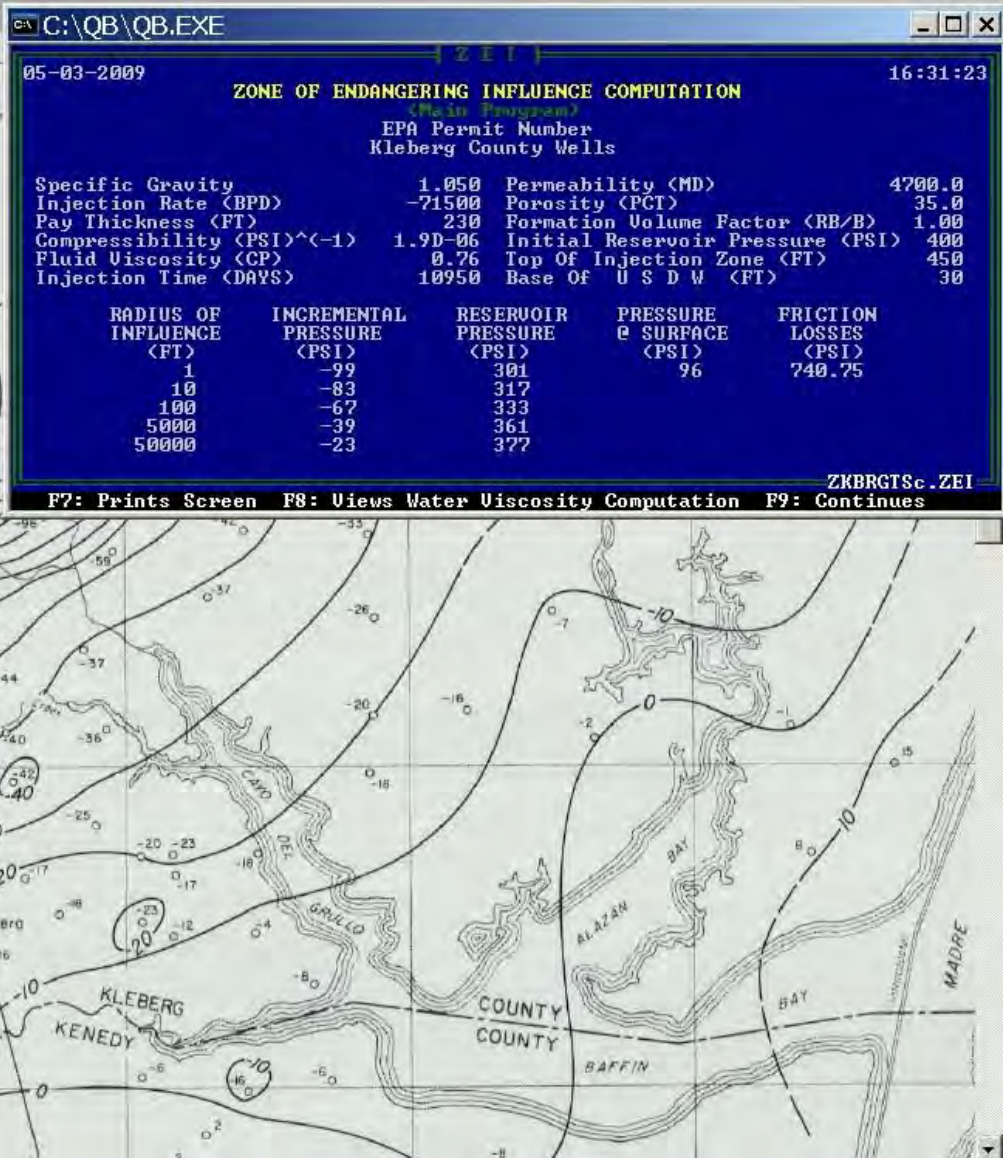 C:\QB\QB.EXE
ZEI
05-03-2009 16:31:23
ZONE OF ENDANGERING INFLUENCE COMPUTATION
(Main Program)
EPA Permit Number
Kleberg County Wells
Specific Gravity 1.050 Permeability (MD) 4700.0
Injection Rate (BPD) -71500 Porosity (PCT) 35.0
Pay Thickness (FT) 230 Formation Volume Factor (RB/B) 1.00
Compressibility (PSI)^(-1) 1.9D-06 Initial Reservoir Pressure (PSI) 400
Fluid Viscosity (CP) 0.76 Top Of Injection Zone (FT) 450
Injection Time (DAYS) 10950 Base Of U S D W (FT) 30
RADIUS OF INCREMENTAL RESERVOIR PRESSURE FRICTION
INFLUENCE PRESSURE PRESSURE @ SURFACE LOSSES
(FT) (PSI) (PSI) (PSI) (PSI)
1 -99 301 96 740.75
10 -83 317
100 -67 333
5000 -39 361
50000 -23 377
ZKBRGTSc.ZEI
F7: Prints Screen F8: Views Water Viscosity Computation F9: Continues
-96
-33
-59
-37
-26
-7
-10
-37
44
-20
-16
0
-2
-1
-36
-40
-42
-40
-18
15
CAYO
DEL
GRULLO
-25
-20 -23
-18
-10
8
BAY
ALAZAN
20
-17
-17
-18
-23
-20
-12
-4
-8
-10
MADRE
KLEBERG
COUNTY
BAY
KENEDY
COUNTY
BAFFIN
-6
-10
16
-6
0
2
-8